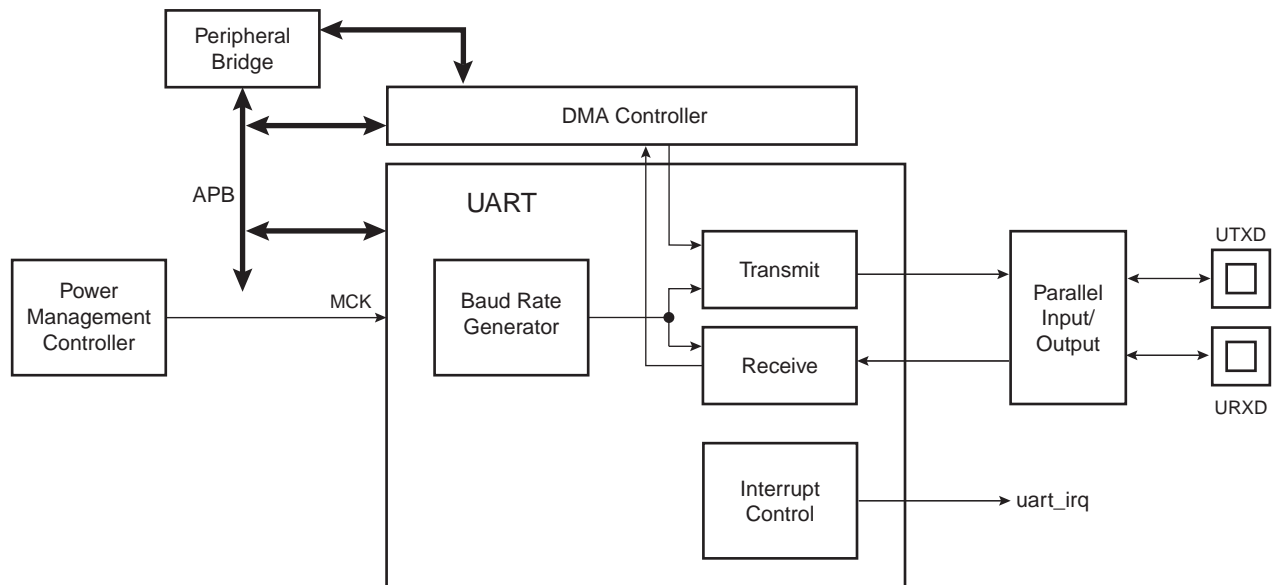 Peripheral
Bridge
DMA Controller
APB
UART
UTXD
Transmit
Power
Management
Controller
MCK
Baud Rate
Generator
Parallel
Input/
Output
Receive
URXD
Interrupt
Control
uart_irq